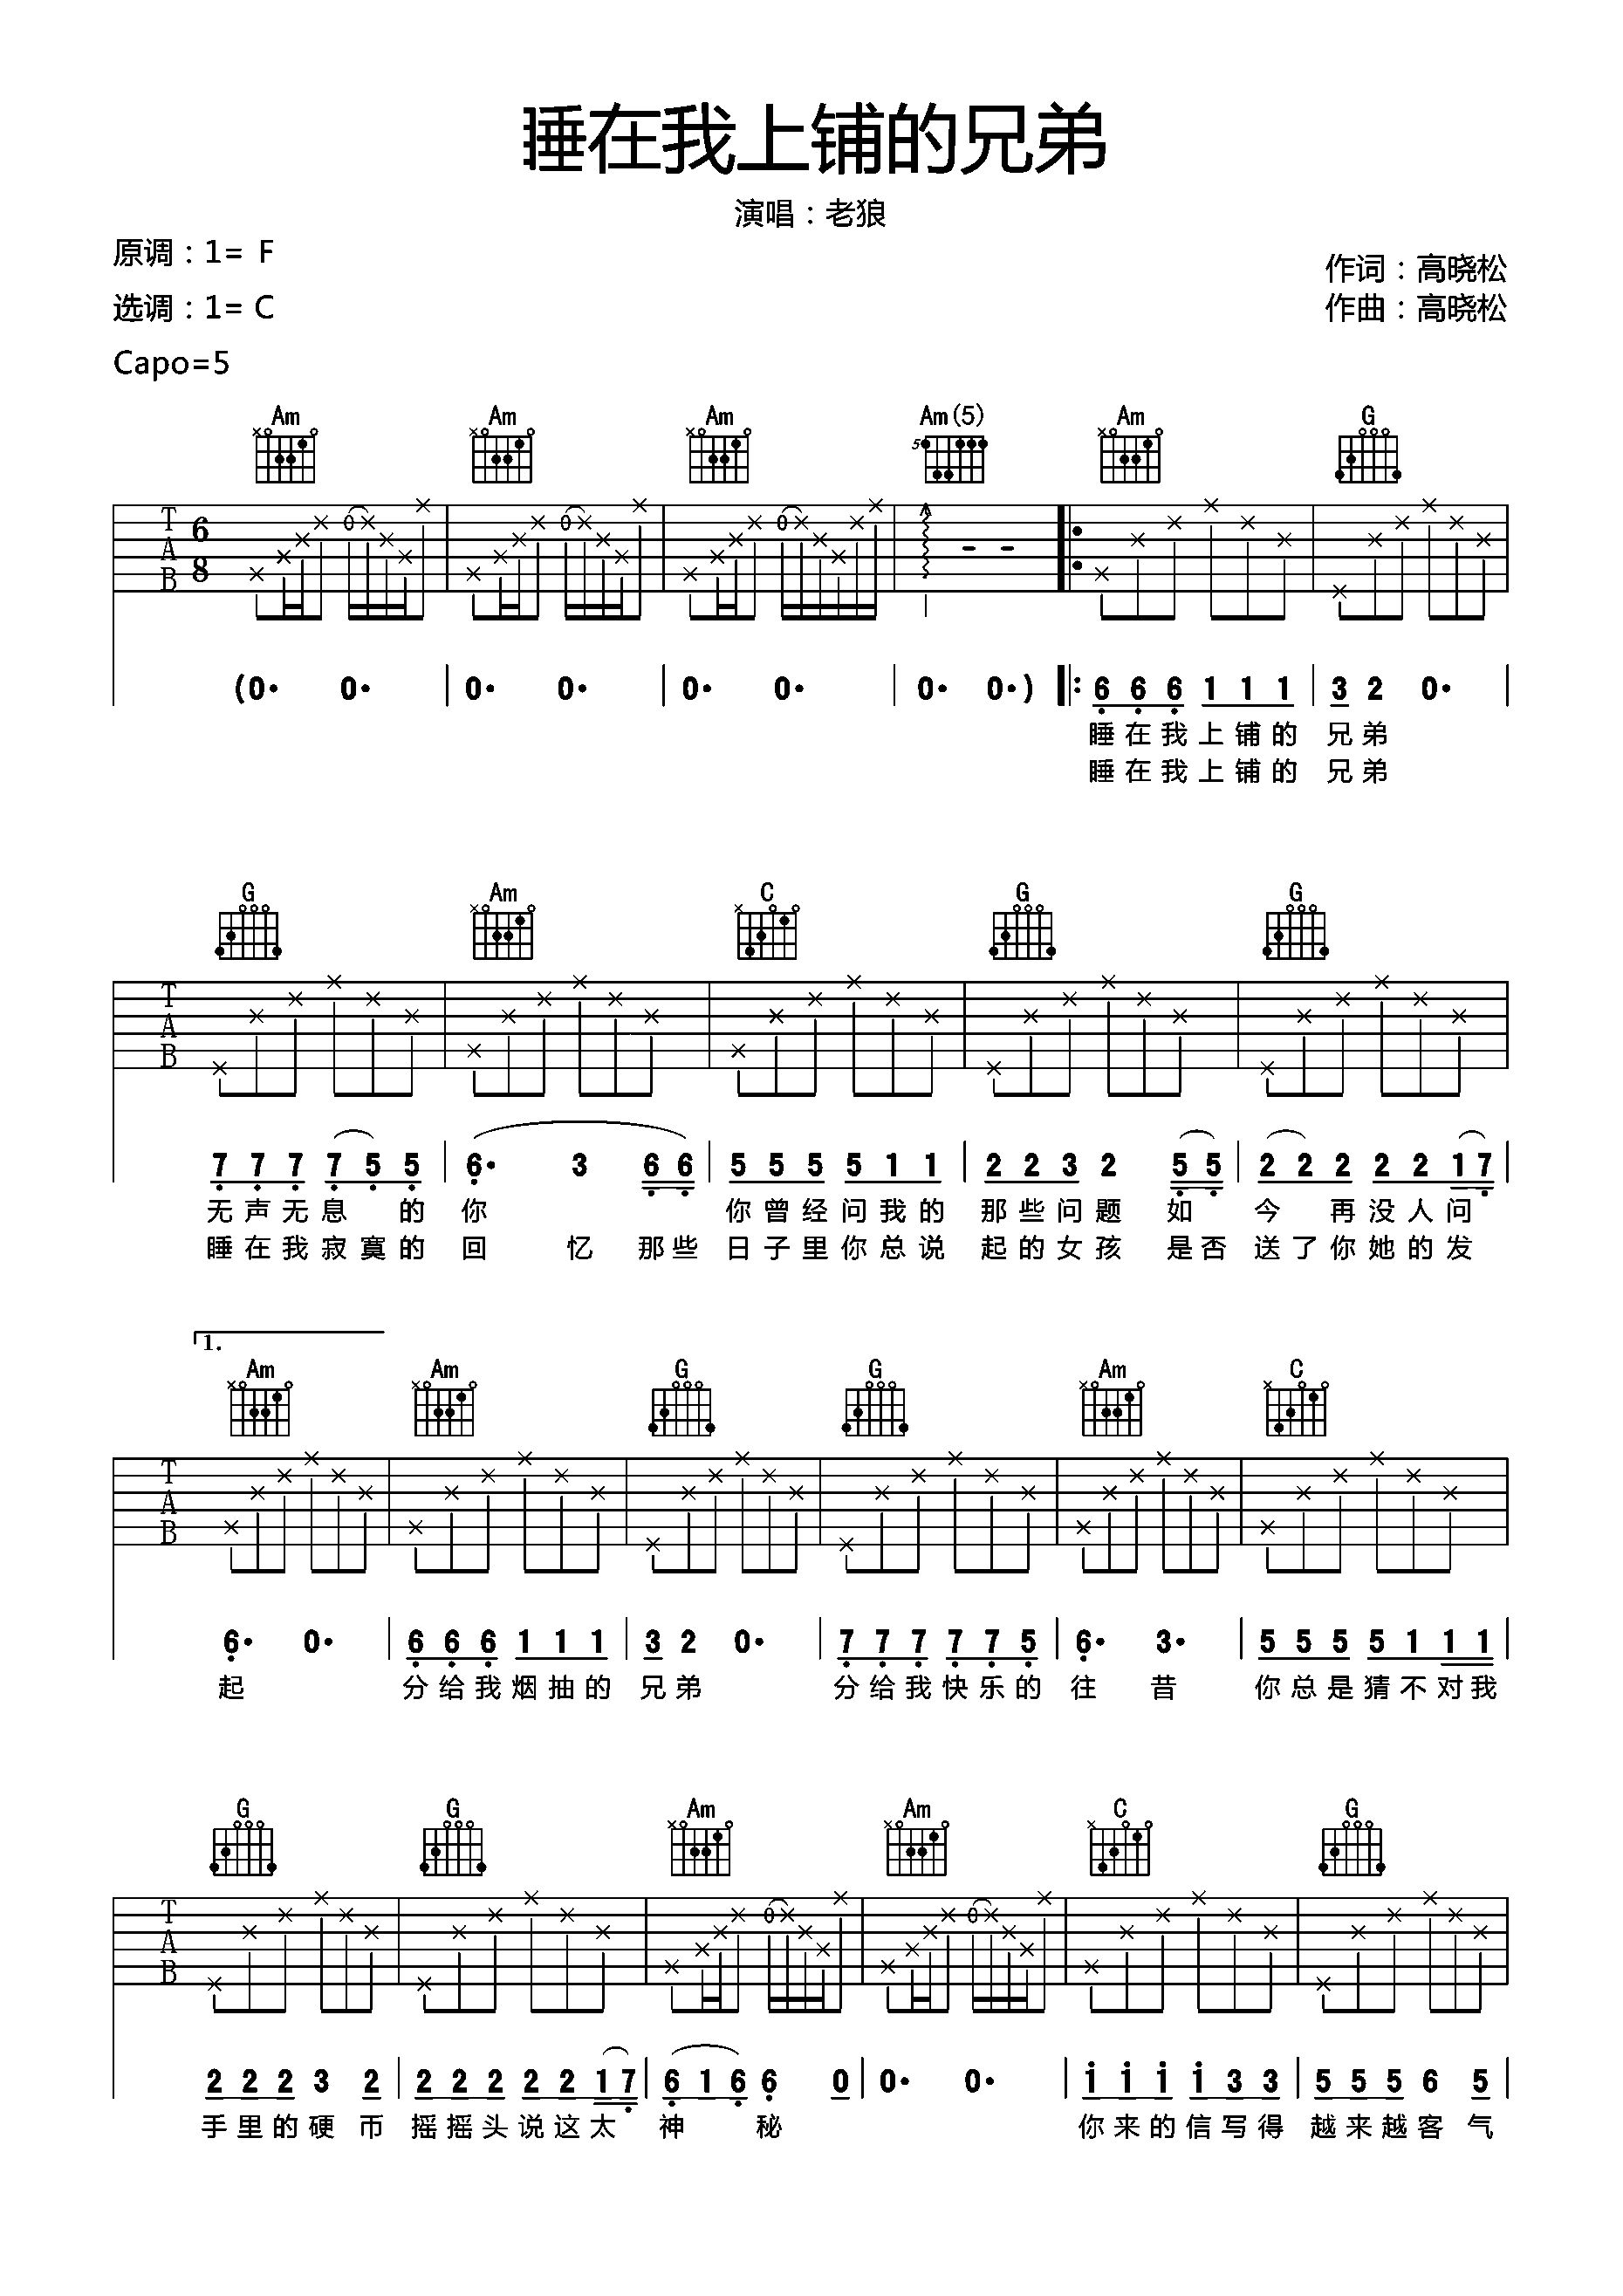 睡在我上铺的兄弟
演唱：老狼
原调：1= F
作词：高晓松
选调：1= C
作曲：高晓松
Capo=5
Am Am Am Am(5) Am G
5
T A B 6 8
0 0 0
(0· 0· | 0· 0· | 0· 0· | 0· 0·) 6 6 6 1 1 1 | 3 2 0· |
睡在我上铺的 兄弟
睡在我上铺的 兄弟
G Am C G G
T A B
7 7 7 7 5 5 | 6· 3 6 6 | 5 5 5 5 1 1 | 2 2 3 2 5 5 | 2 2 2 2 2 1 7 |
无声无息 的 你 你曾经问我的 那些问题 如 今 再没人问
睡在我寂寞的 回 忆 那些 日子里你总说 起的女孩 是否 送了你她的发
1.
Am Am G G Am C
T A B
6· 0· | 6 6 6 1 1 1 | 3 2 0· | 7 7 7 7 7 5 | 6· 3· | 5 5 5 5 1 1 1 |
起 分给我烟抽的 兄弟 分给我快乐的 往 昔 你总是猜不对我
G G Am Am C G
T A B
0 0
2 2 2 3 2 | 2 2 2 2 2 1 7 | 6 1 6 6 0 | 0· 0· | 1 1 1 1 3 3 | 5 5 5 6 5 |
手里的硬 币 摇摇头说这太 神 秘 你来的信写得 越来越客 气